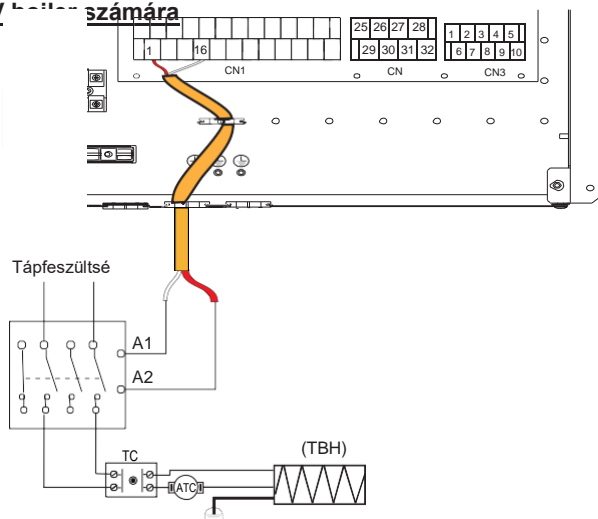 boiler számára
25 26 27 28
1 2 3 4 5
1 16
29 30 31 32
6 7 8 9 10
CN1
CN
CN3
Tápfeszültsé
A1
A2
TC
(TBH)
ATC